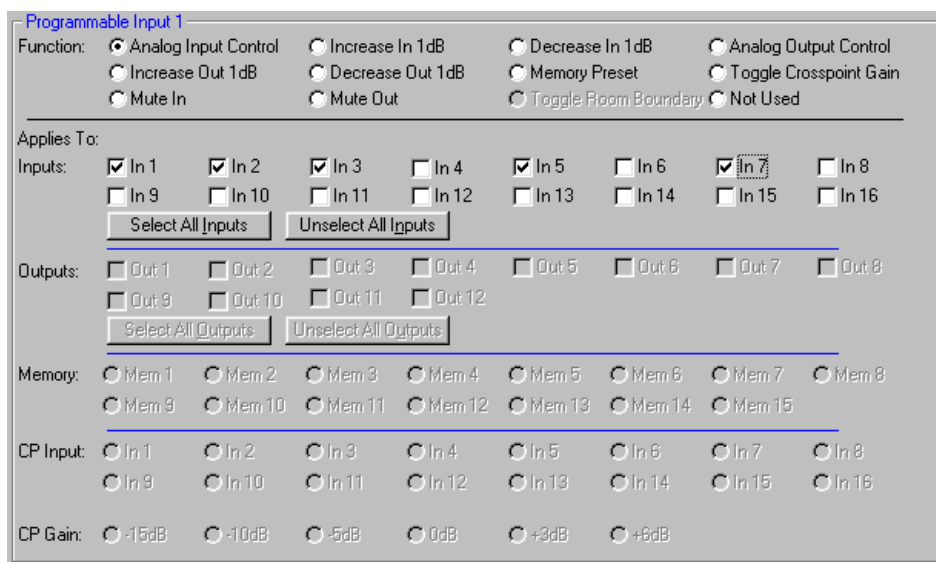 Programmable Input 1
Function: Analog Input Control Increase In 1dB Decrease In 1dB Analog Output Control
Increase Out 1dB Decrease Out 1dB Memory Preset Toggle Crosspoint Gain
Mute In Mute Out Toggle Room Boundary Not Used
Applies To:
Inputs: In 1 In 2 In 3 In 4 In 5 In 6 In 7 In 8
In 9 In 10 In 11 In 12 In 13 In 14 In 15 In 16
Select All Inputs Unselect All Inputs
Outputs: Out 1 Out 2 Out 3 Out 4 Out 5 Out 6 Out 7 Out 8
Out 9 Out 10 Out 11 Out 12
Select All Outputs Unselect All Outputs
Memory: Mem 1 Mem 2 Mem 3 Mem 4 Mem 5 Mem 6 Mem 7 Mem 8
Mem 9 Mem 10 Mem 11 Mem 12 Mem 13 Mem 14 Mem 15
CP Input: In 1 In 2 In 3 In 4 In 5 In 6 In 7 In 8
In 9 In 10 In 11 In 12 In 13 In 14 In 15 In 16
CP Gain: -15dB -10dB -5dB 0dB +3dB +6dB